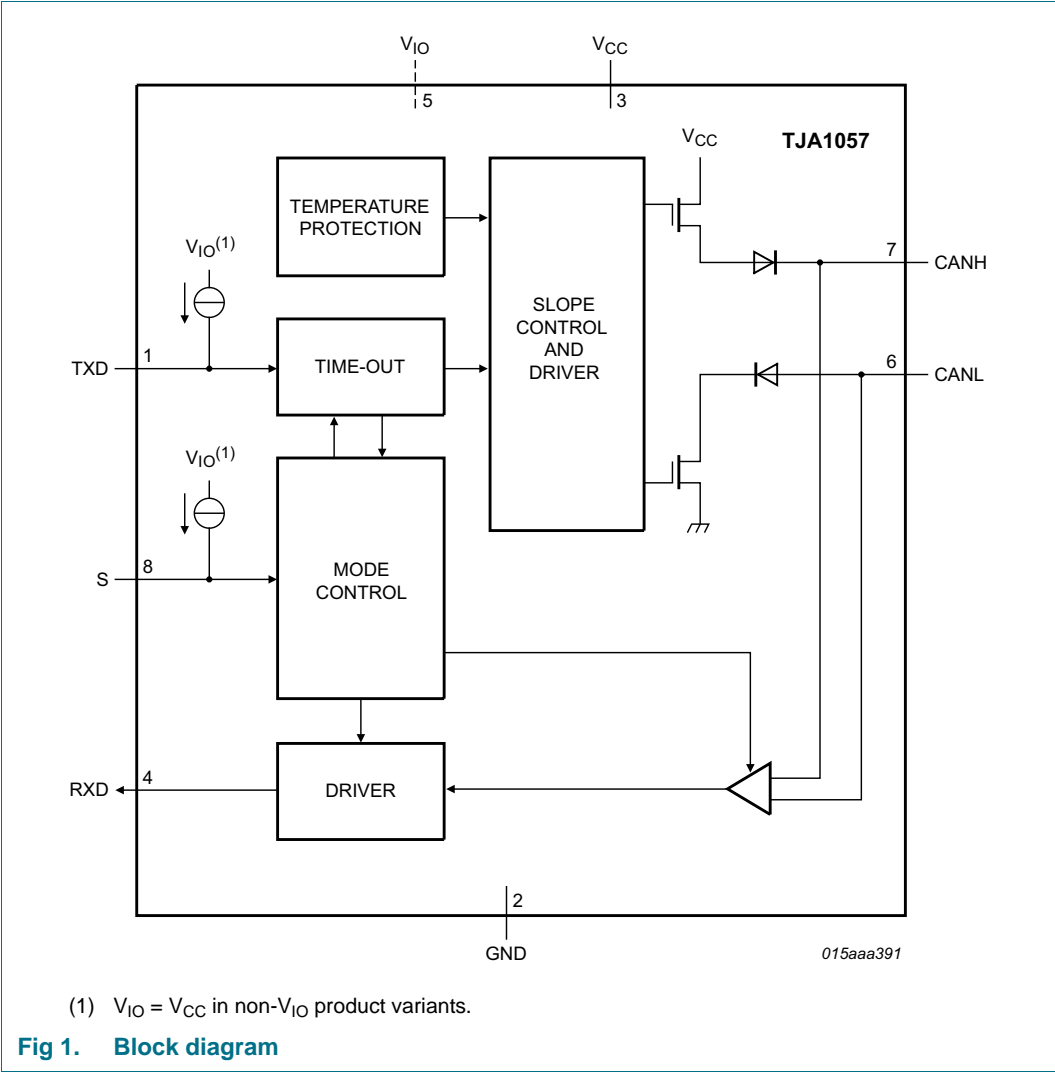 VIO
VCC
5
3
VCC
TJA1057
TEMPERATURE
PROTECTION
VIO(1)
7
CANH
SLOPE
CONTROL
AND
DRIVER
TXD
1
TIME-OUT
6
CANL
VIO(1)
S
8
MODE
CONTROL
RXD
4
DRIVER
2
GND
015aaa391
(1) VIO = VCC in non-VIO product variants.
Fig 1. Block diagram